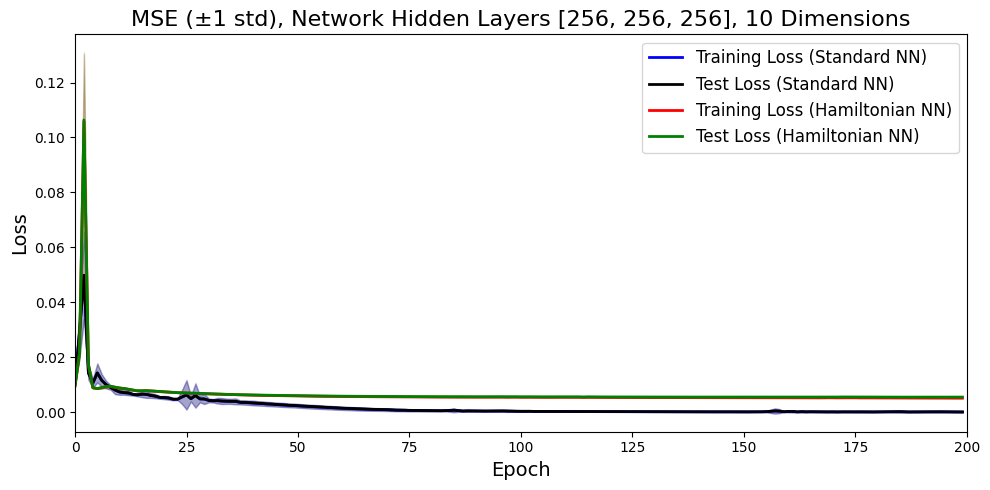 MSE (±1 std), Network Hidden Layers [256, 256, 256], 10 Dimensions
Training Loss (Standard NN)
Test Loss (Standard NN)
Training Loss (Hamiltonian NN)
Test Loss (Hamiltonian NN)
Loss
0.12
0.10
0.08
0.06
0.04
0.02
0.00
0 25 50 75 100 125 150 175 200
Epoch